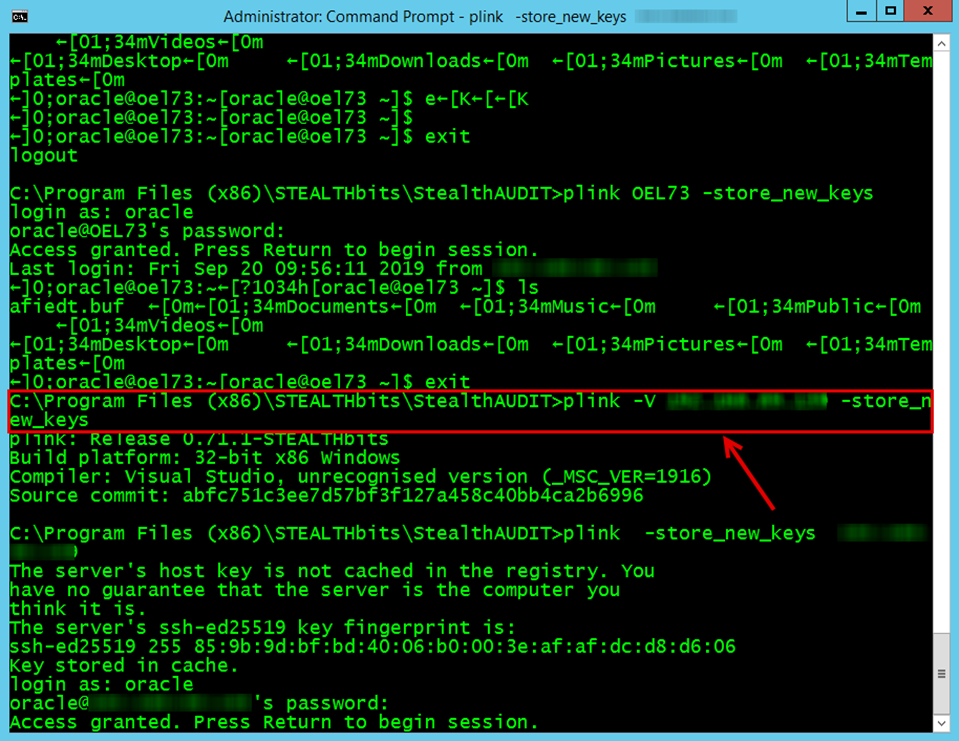 Administrator: Command Prompt - plink  -store_new_keys
    ←[01;34mVideos←[0m
←[01;34mDesktop←[0m     ←[01;34mDownloads←[0m  ←[01;34mPictures←[0m  ←[01;34mTem
plates←[0m
←]0;oracle@oel73:~[oracle@oel73 ~]$ e←[K←[←[K
←]0;oracle@oel73:~[oracle@oel73 ~]$
←]0;oracle@oel73:~[oracle@oel73 ~]$ exit
logout
C:\Program Files (x86)\STEALTHbits\StealthAUDIT>plink OEL73 -store_new_keys
login as: oracle
oracle@OEL73's password:
Access granted. Press Return to begin session.
Last login: Fri Sep 20 09:56:11 2019 from
←]0;oracle@oel73:~←[?1034h[oracle@oel73 ~]$ ls
afiedt.buf  ←[0m←[01;34mDocuments←[0m  ←[01;34mMusic←[0m     ←[01;34mPublic←[0m
    ←[01;34mVideos←[0m
←[01;34mDesktop←[0m     ←[01;34mDownloads←[0m  ←[01;34mPictures←[0m  ←[01;34mTem
plates←[0m
←]0;oracle@oel73:~[oracle@oel73 ~]$ exit
C:\Program Files (x86)\STEALTHbits\StealthAUDIT>plink -V -store_n
ew_keys
plink: Release 0.71.1-STEALTHbits
Build platform: 32-bit x86 Windows
Compiler: Visual Studio, unrecognised version (_MSC_VER=1916)
Source commit: abfc751c3ee7d57bf3f127a458c40bb4ca2b6996
C:\Program Files (x86)\STEALTHbits\StealthAUDIT>plink  -store_new_keys
The server's host key is not cached in the registry. You
have no guarantee that the server is the computer you
think it is.
The server's ssh-ed25519 key fingerprint is:
ssh-ed25519 255 85:9b:9d:bf:bd:40:06:b0:00:3e:af:af:dc:d8:d6:06
Key stored in cache.
login as: oracle
oracle@ 's password:
Access granted. Press Return to begin session.